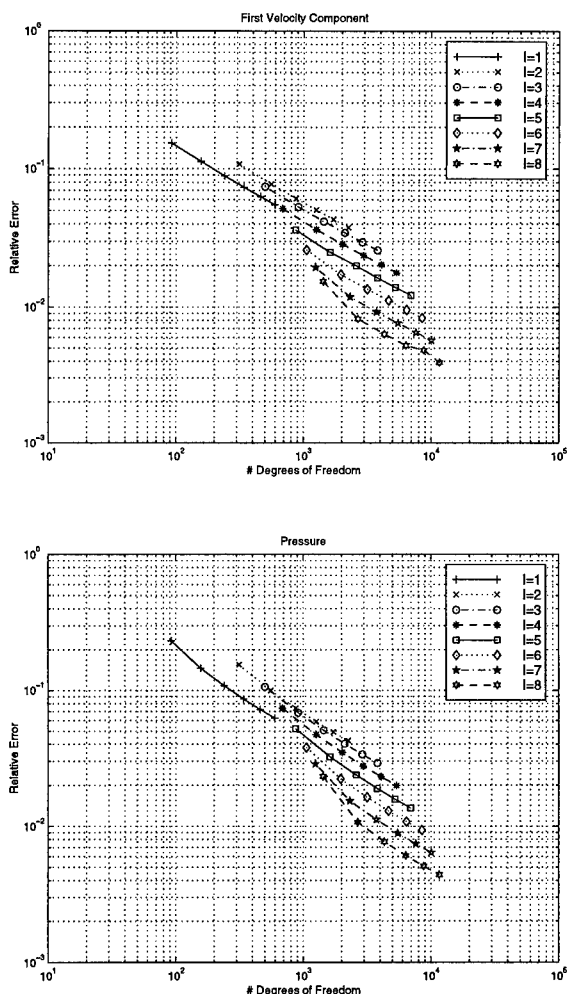 First Velocity Component
10^0
10^-1
10^-2
10^-3
Relative Error
l=1
l=2
l=3
l=4
l=5
l=6
l=7
l=8
10^1 10^2 10^3 10^4 10^5
# Degrees of Freedom
Pressure
10^0
10^-1
10^-2
10^-3
Relative Error
l=1
l=2
l=3
l=4
l=5
l=6
l=7
l=8
10^1 10^2 10^3 10^4 10^5
# Degrees of Freedom